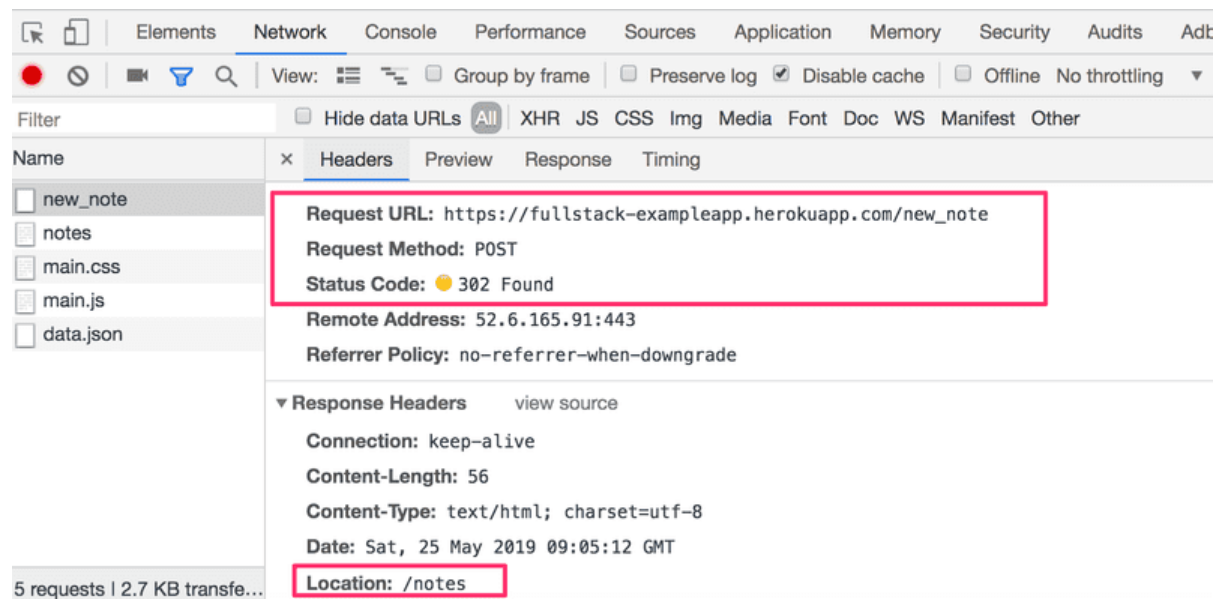 Elements Network Console Performance Sources Application Memory Security Audits Adb
View: Group by frame Preserve log Disable cache Offline No throttling
Filter Hide data URLs All XHR JS CSS Img Media Font Doc WS Manifest Other
Name × Headers Preview Response Timing
new_note
notes
main.css
main.js
data.json
5 requests | 2.7 KB transfe...
Request URL: https://fullstack-exampleapp.herokuapp.com/new_note
Request Method: POST
Status Code: 302 Found
Remote Address: 52.6.165.91:443
Referrer Policy: no-referrer-when-downgrade
Response Headers view source
Connection: keep-alive
Content-Length: 56
Content-Type: text/html; charset=utf-8
Date: Sat, 25 May 2019 09:05:12 GMT
Location: /notes